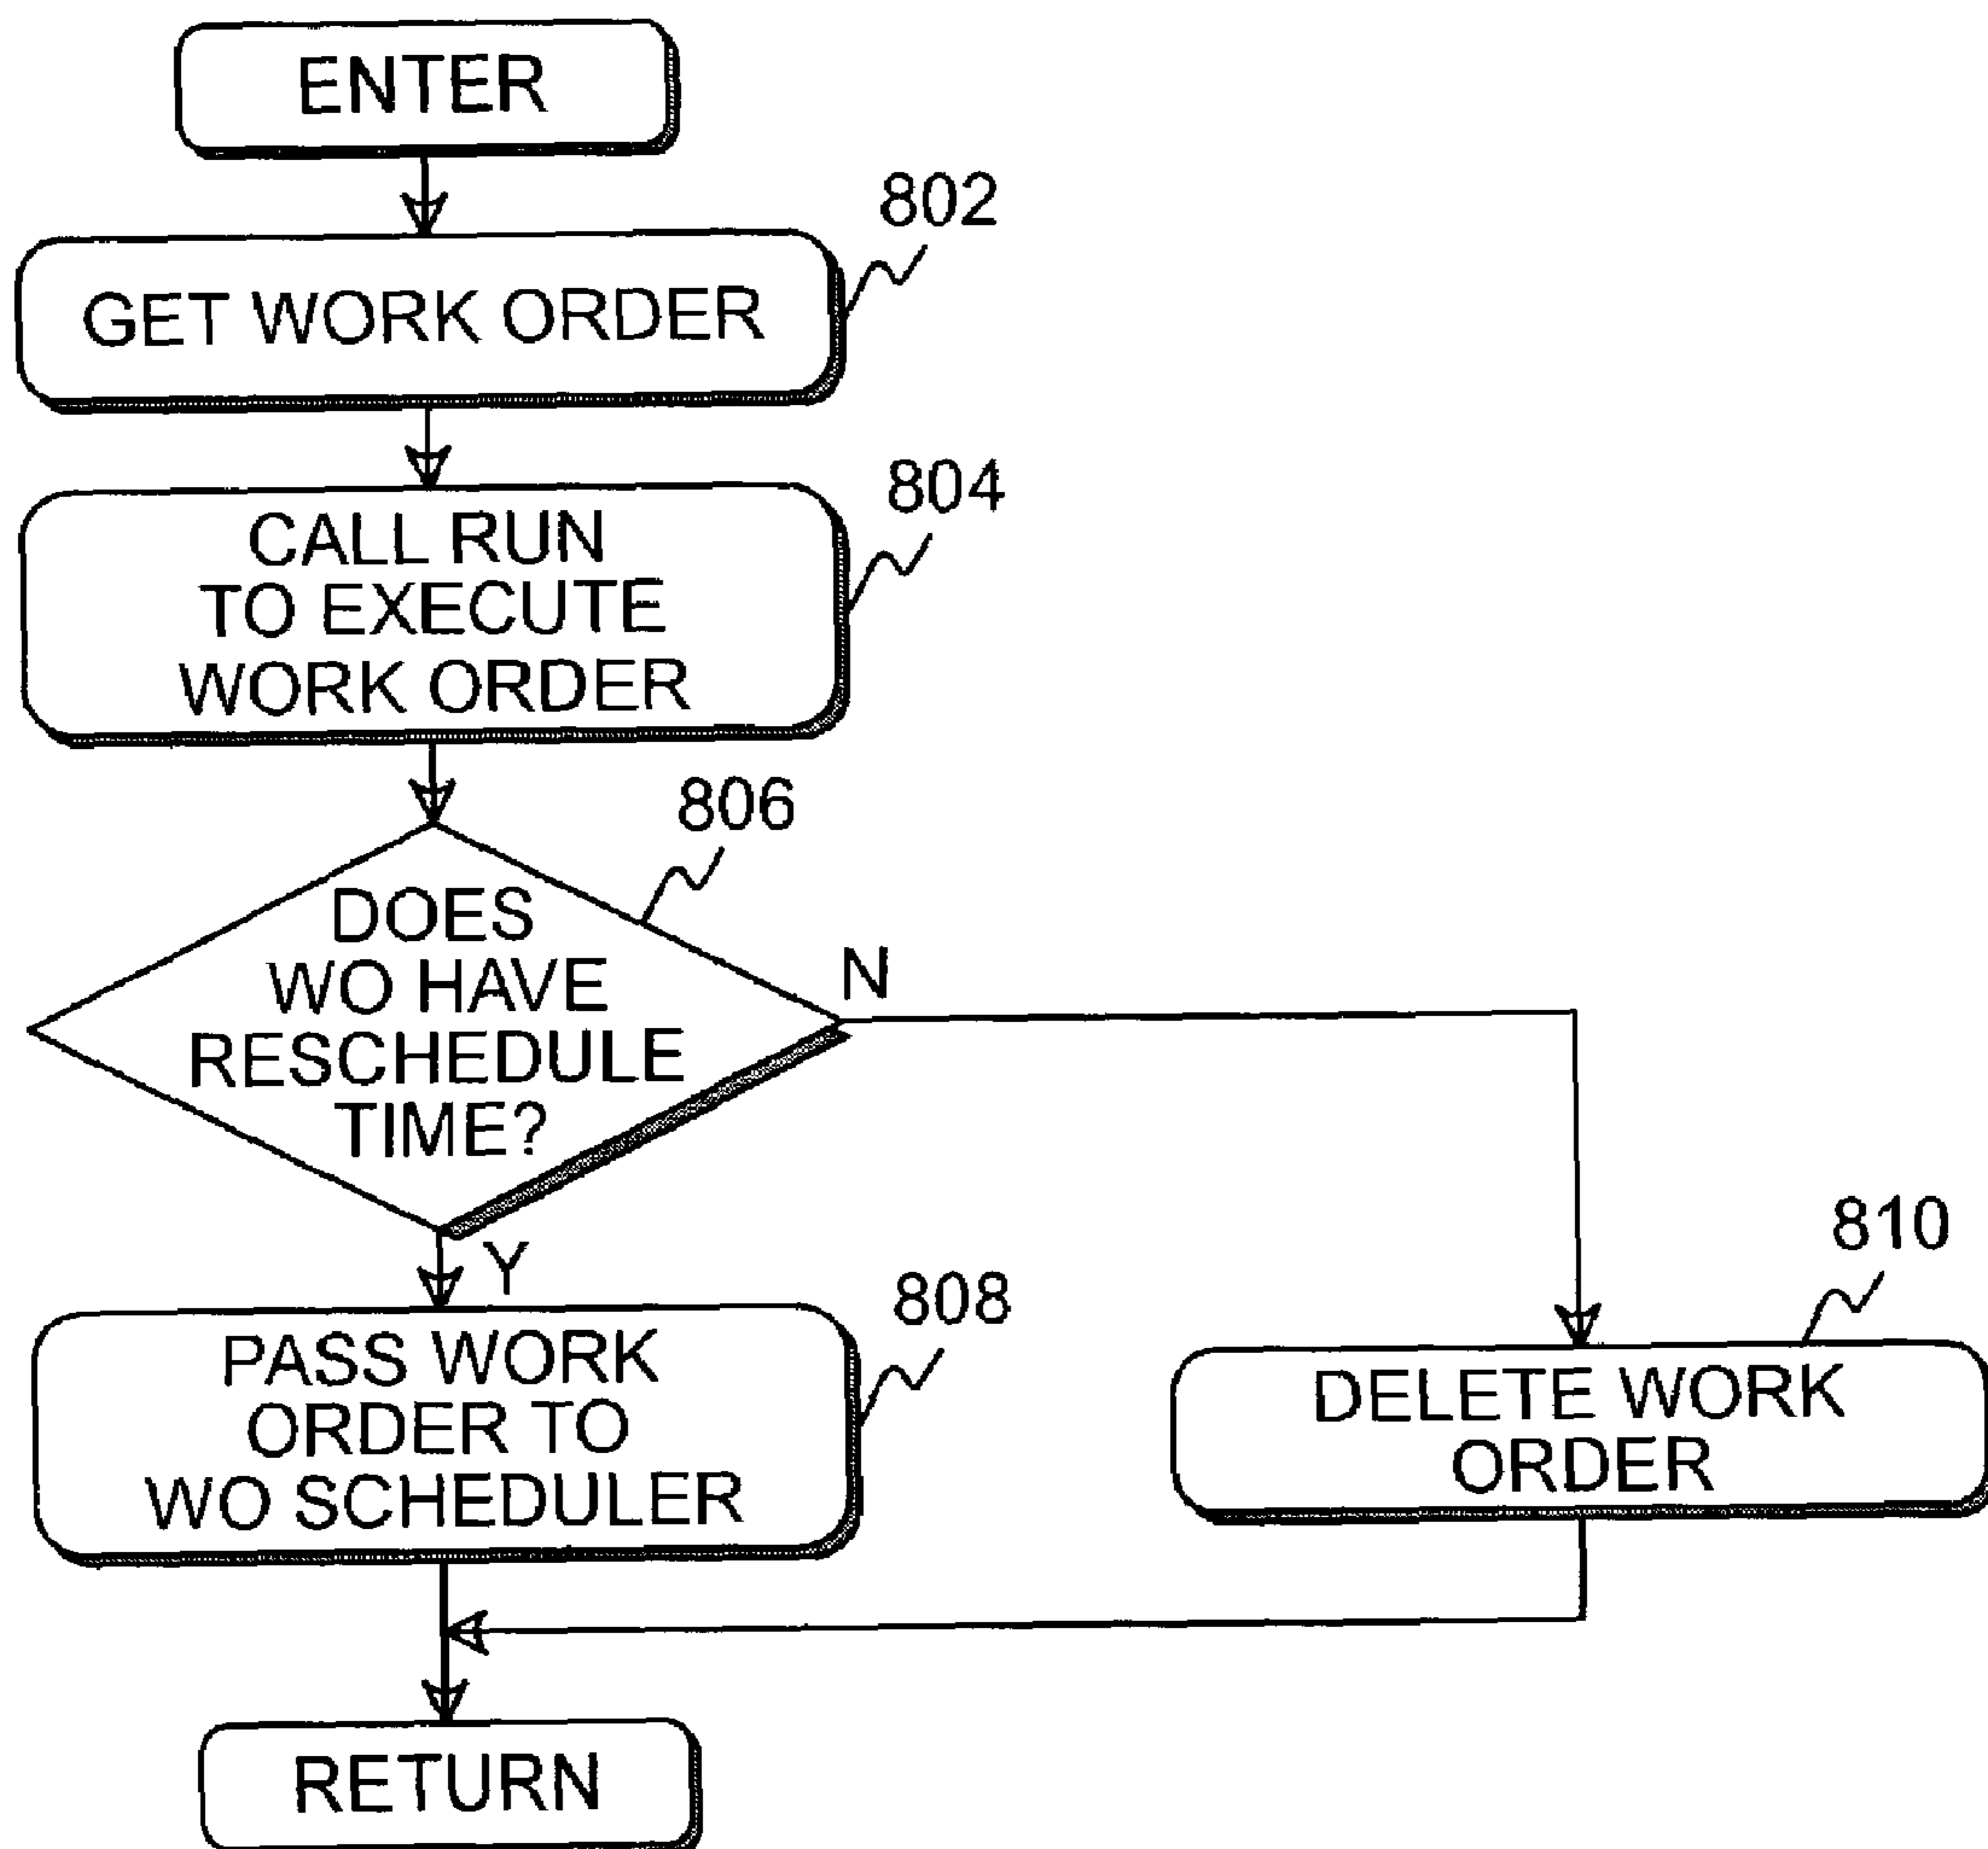 ENTER
802
GET WORK ORDER
804
CALL RUN
TO EXECUTE
WORK ORDER
806
DOES
WO HAVE
RESCHEDULE
TIME?
N
Y
808
PASS WORK
ORDER TO
WO SCHEDULER
810
DELETE WORK
ORDER
RETURN